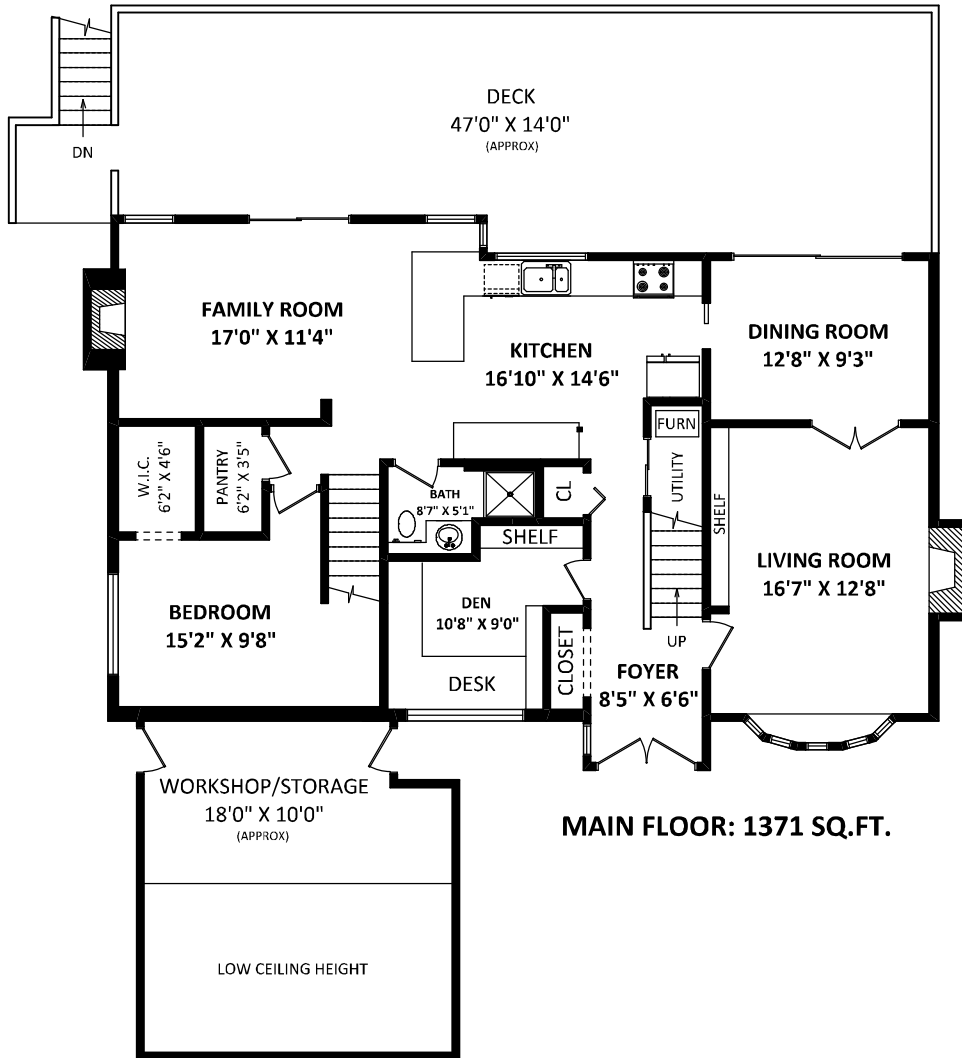 DECK
47'0" X 14'0"
(APPROX)
DN
FAMILY ROOM
17'0" X 11'4"
KITCHEN
16'10" X 14'6"
DINING ROOM
12'8" X 9'3"
W.I.C.
6'2" X 4'6"
PANTRY
6'2" X 3'5"
FURN
UTILITY
BATH
8'7" X 5'1"
CL
SHELF
SHELF
LIVING ROOM
16'7" X 12'8"
BEDROOM
15'2" X 9'8"
DEN
10'8" X 9'0"
DESK
CLOSET
UP
FOYER
8'5" X 6'6"
WORKSHOP/STORAGE
18'0" X 10'0"
(APPROX)
MAIN FLOOR: 1371 SQ.FT.
LOW CEILING HEIGHT